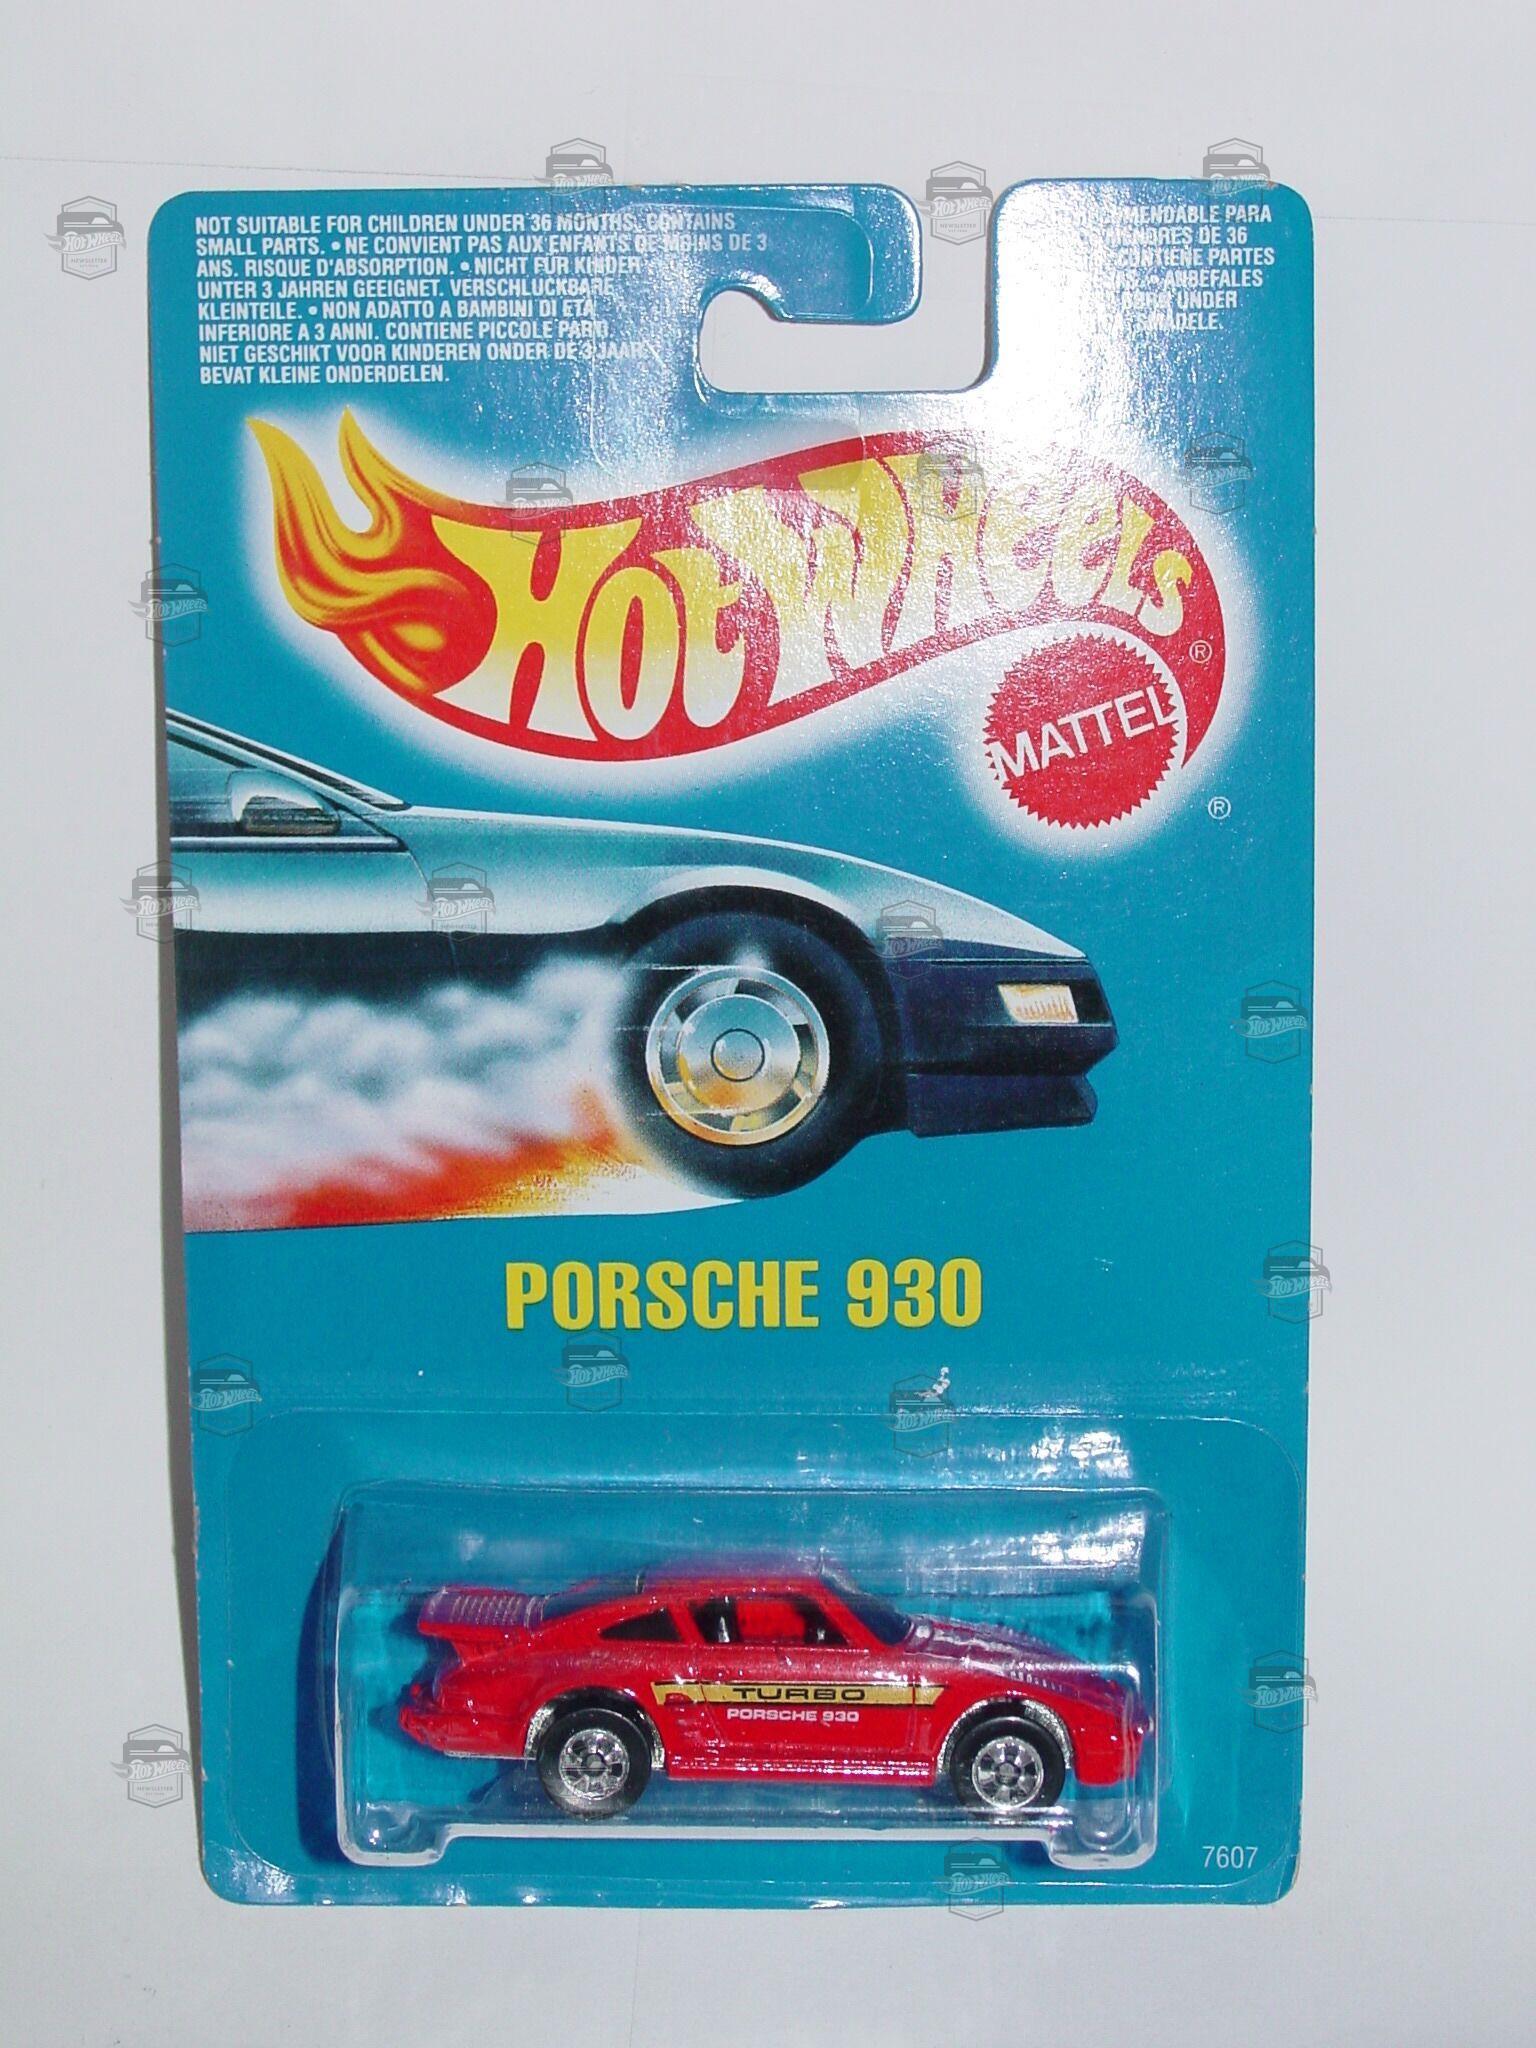 NOT SUITABLE FOR CHILDREN UNDER 36 MONTHS. CONTAINS
SMALL PARTS. • NE CONVIENT PAS AUX ENFANTS DE MOINS DE 3
ANS. RISQUE D'ABSORPTION. • NICHT FÜR KINDER
UNTER 3 JAHREN GEEIGNET. VERSCHLUCKBARE
KLEINTEILE. • NON ADATTO A BAMBINI DI ETÀ
INFERIORE A 3 ANNI. CONTIENE PICCOLE PARTI.
NIET GESCHIKT VOOR KINDEREN ONDER DE 3 JAAR.
BEVAT KLEINE ONDERDELEN.
PARA
DE 36
CONTIENE PARTES
ANBEFALES
UNDER
SMÅDELE.
HOT WHEELS ®
MATTEL ®
PORSCHE 930
TURBO
PORSCHE 930
7607